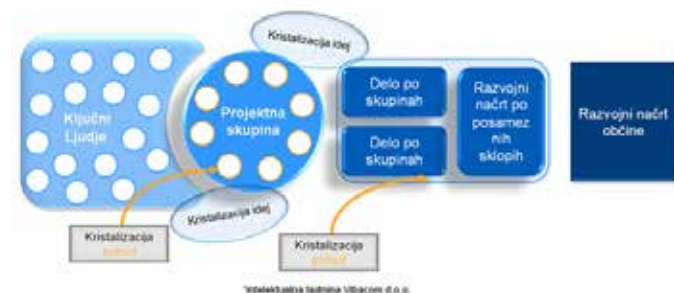 Kristalizacija idej
Ključni
Ljudje
Projektna
skupina
Delo po
skupinah
Delo po
skupinah
Razvojni
načrt po
posamez
nih
sklopih
Razvojni načrt
občine
Kristalizacija idej
Kristalizacija
Kristalizacija
*Intelektualna lastnina Vibacom d.o.o.